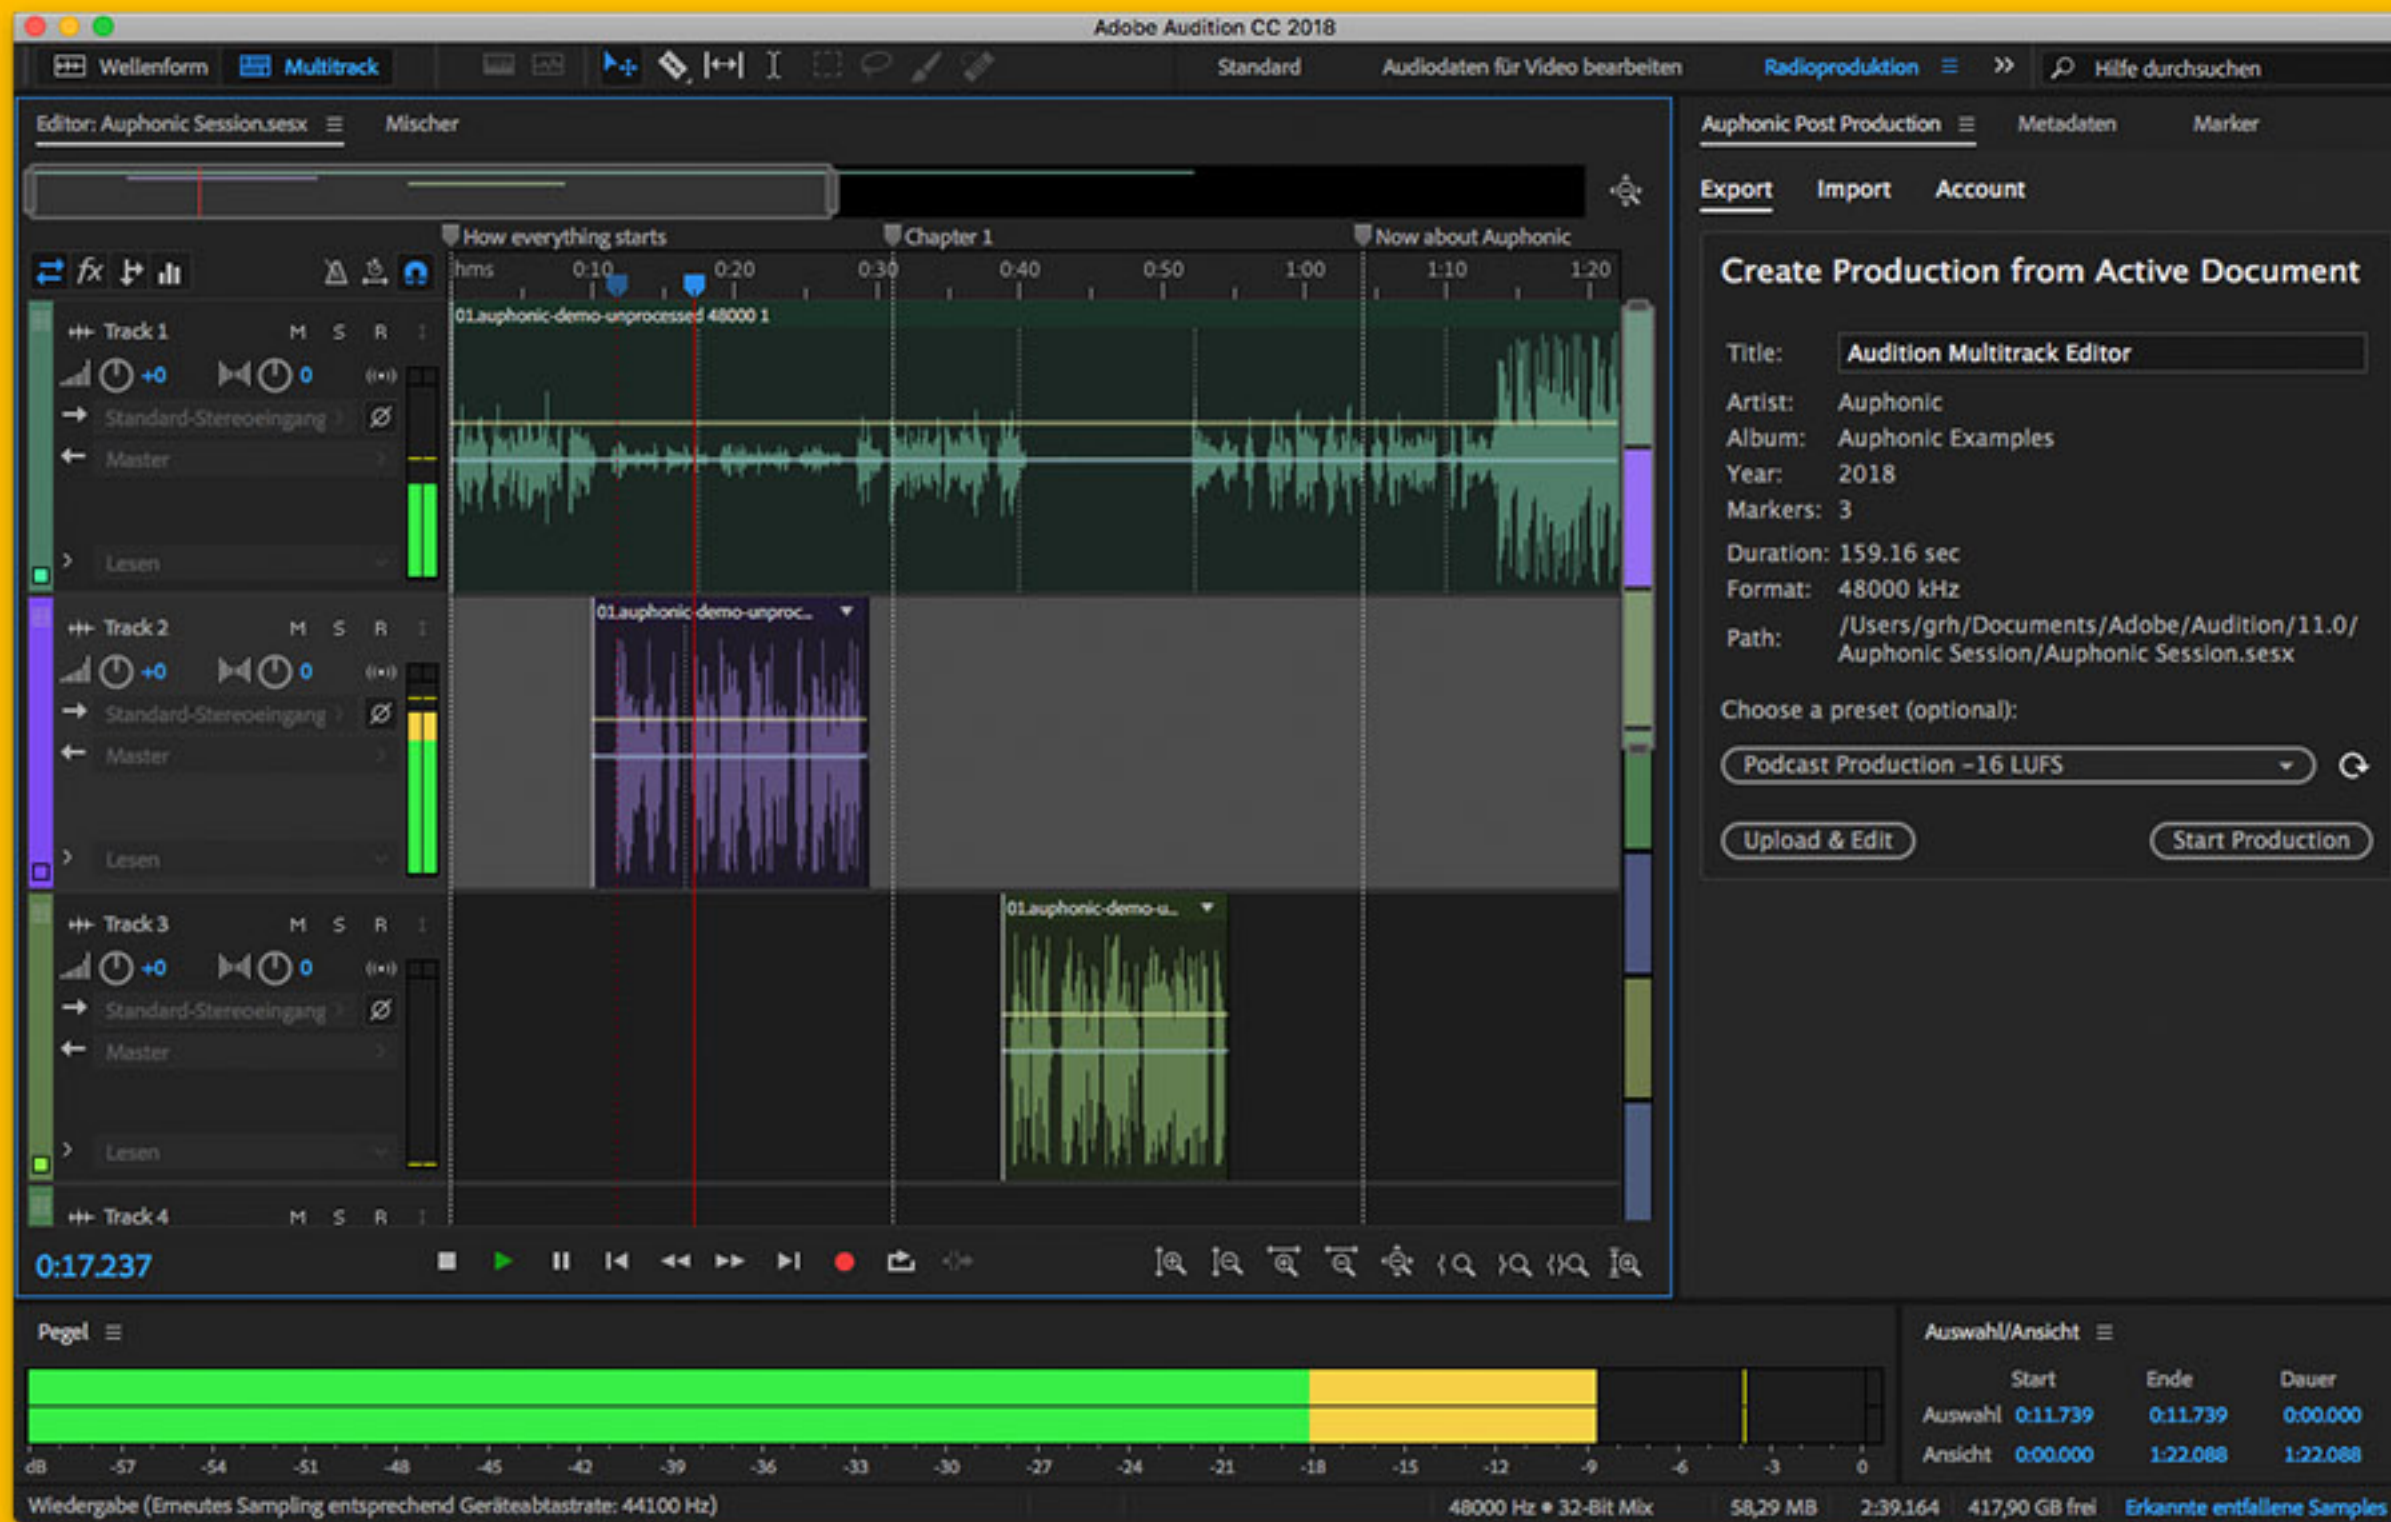 Adobe Audition CC 2018
Wellenform Multitrack Standard Audiodaten für Video bearbeiten Radioproduktion Hilfe durchsuchen
Editor: Auphonic Session.sesx Mischer
How everything starts Chapter 1 Now about Auphonic
fx hms 0:10 0:20 0:30 0:40 0:50 1:00 1:10 1:20
01.auphonic-demo-unprocessed 48000 1
Track 1 M S R I
+0 0
Standard-Stereoeingang
Master
Lesen
01.auphonic-demo-unproc...
Track 2 M S R I
+0 0
Standard-Stereoeingang
Master
Lesen
01.auphonic-demo-u...
Track 3 M S R I
+0 0
Standard-Stereoeingang
Master
Lesen
Track 4 M S R I
0:17.237
Auphonic Post Production Metadaten Marker
Export Import Account
Create Production from Active Document
Title: Audition Multitrack Editor
Artist: Auphonic
Album: Auphonic Examples
Year: 2018
Markers: 3
Duration: 159.16 sec
Format: 48000 kHz
Path: /Users/grh/Documents/Adobe/Audition/11.0/
Auphonic Session/Auphonic Session.sesx
Choose a preset (optional):
Podcast Production -16 LUFS
Upload & Edit Start Production
Pegel
dB -57 -54 -51 -48 -45 -42 -39 -36 -33 -30 -27 -24 -21 -18 -15 -12 -9 -6 -3 0
Auswahl/Ansicht
Start Ende Dauer
Auswahl 0:11.739 0:11.739 0:00.000
Ansicht 0:00.000 1:22.088 1:22.088
Wiedergabe (Erneutes Sampling entsprechend Geräteabtastrate: 44100 Hz) 48000 Hz • 32-Bit Mix 58,29 MB 2:39.164 417,90 GB frei Erkannte entfallene Samples